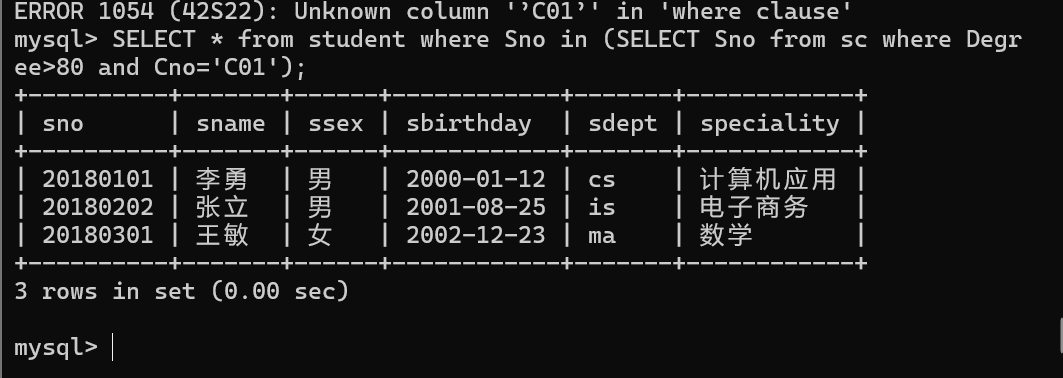 ERROR 1054 (42S22): Unknown column '’C01’' in 'where clause'
mysql> SELECT * from student where Sno in (SELECT Sno from sc where Degr
ee>80 and Cno='C01');
+----------+-------+------+------------+-------+------------+
| sno      | sname | ssex | sbirthday  | sdept | speciality |
+----------+-------+------+------------+-------+------------+
| 20180101 | 李勇  | 男   | 2000-01-12 | cs    | 计算机应用 |
| 20180202 | 张立  | 男   | 2001-08-25 | is    | 电子商务   |
| 20180301 | 王敏  | 女   | 2002-12-23 | ma    | 数学       |
+----------+-------+------+------------+-------+------------+
3 rows in set (0.00 sec)
mysql>